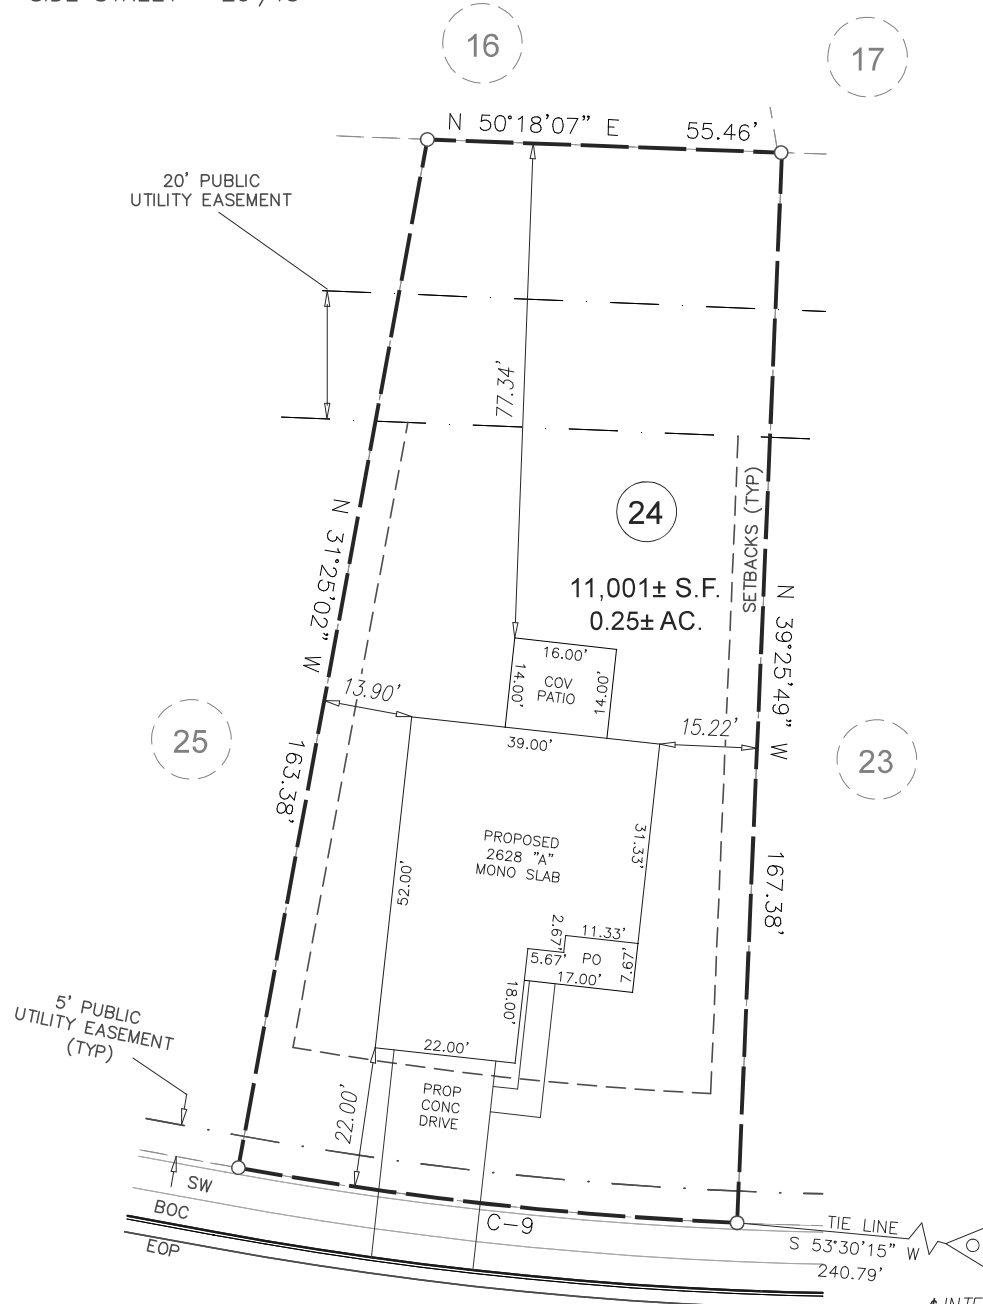 16
17
N 50°18'07" E
55.46'
20' PUBLIC
UTILITY EASEMENT
77.34'
SETBACKS (TYP)
24
11,001± S.F.
0.25± AC.
N 31°25'02" W
163.38'
N 39°25'49" W
167.38'
16.00'
COV
PATIO
14.00'
14.00'
13.90'
15.22'
39.00'
25
23
PROPOSED
2628 "A"
MONO SLAB
52.00'
31.33'
2.67'
11.33'
5.67'
PO
7.67'
17.00'
18.00'
5' PUBLIC
UTILITY EASEMENT
(TYP)
22.00'
22.00'
PROP
CONC
DRIVE
SW
BOC
EOP
C-9
TIE LINE
S 53°30'15" W
240.79'